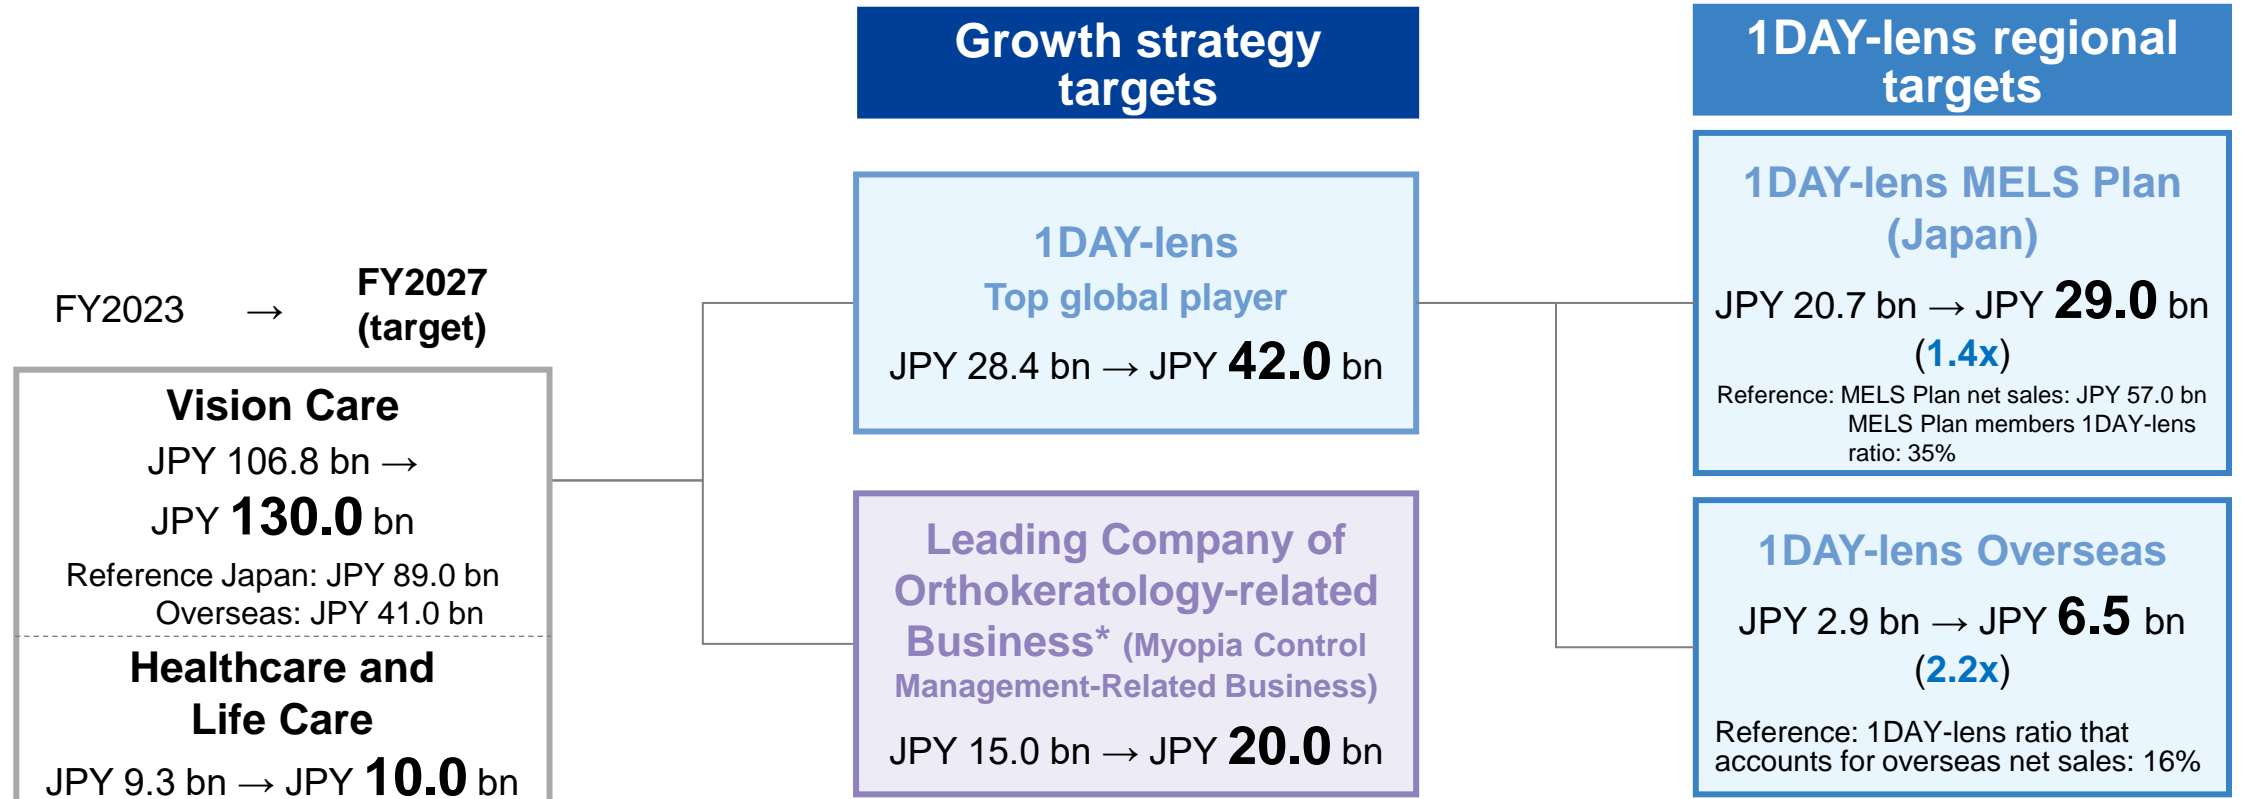 Growth strategy
targets
1DAY-lens regional
targets
FY2023 → FY2027
(target)
Vision Care
JPY 106.8 bn →
JPY 130.0 bn
Reference Japan: JPY 89.0 bn
Overseas: JPY 41.0 bn
Healthcare and
Life Care
JPY 9.3 bn → JPY 10.0 bn
1DAY-lens
Top global player
JPY 28.4 bn → JPY 42.0 bn
Leading Company of
Orthokeratology-related
Business* (Myopia Control
Management-Related Business)
JPY 15.0 bn → JPY 20.0 bn
1DAY-lens MELS Plan
(Japan)
JPY 20.7 bn → JPY 29.0 bn
(1.4x)
Reference: MELS Plan net sales: JPY 57.0 bn
MELS Plan members 1DAY-lens
ratio: 35%
1DAY-lens Overseas
JPY 2.9 bn → JPY 6.5 bn
(2.2x)
Reference: 1DAY-lens ratio that
accounts for overseas net sales: 16%